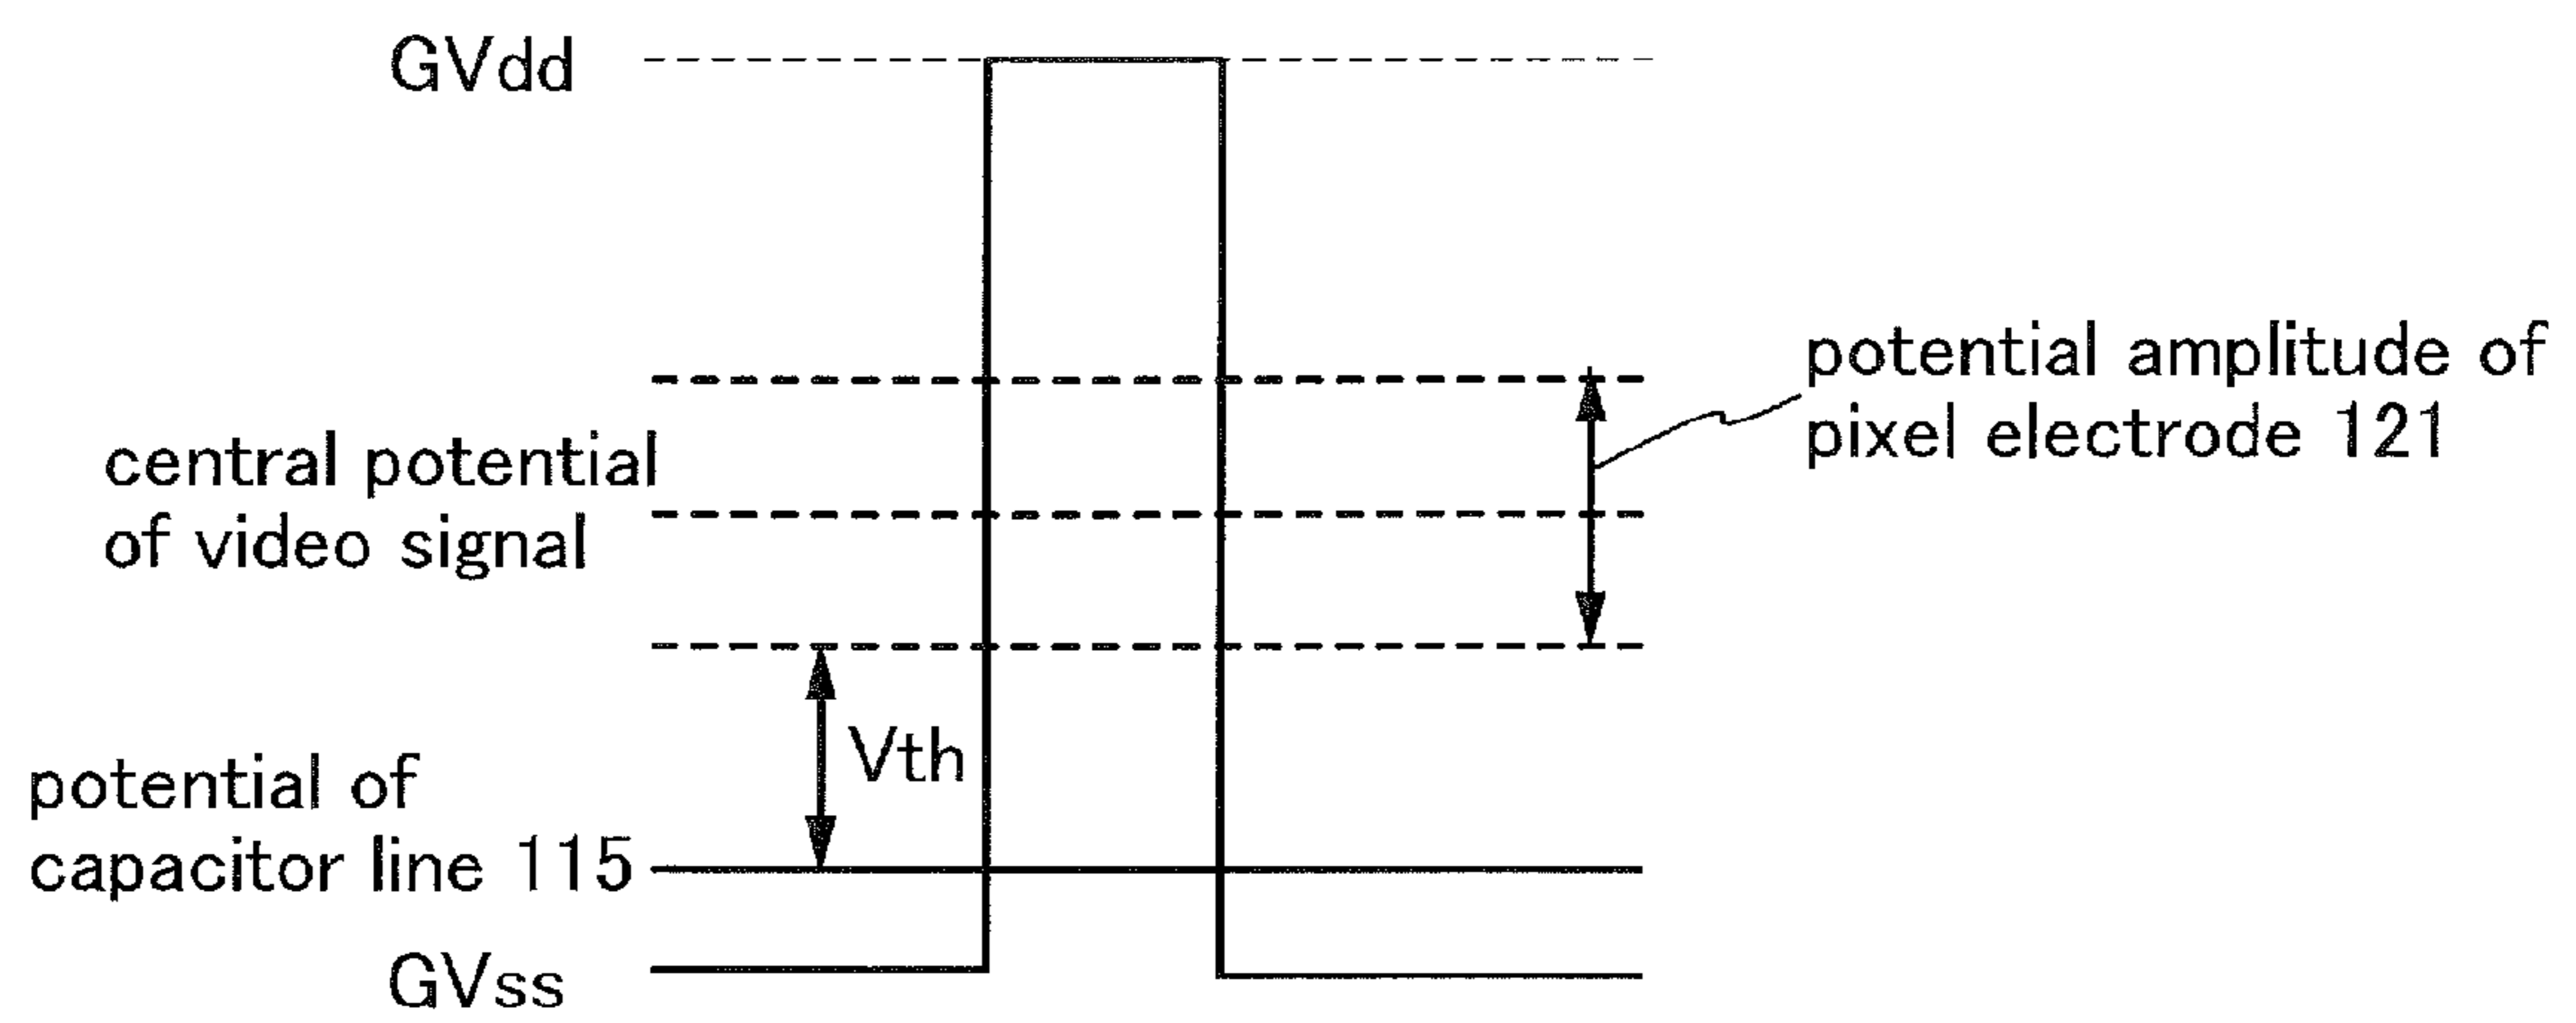 GVdd
potential amplitude of
pixel electrode 121
central potential
of video signal
Vth
potential of
capacitor line 115
GVss